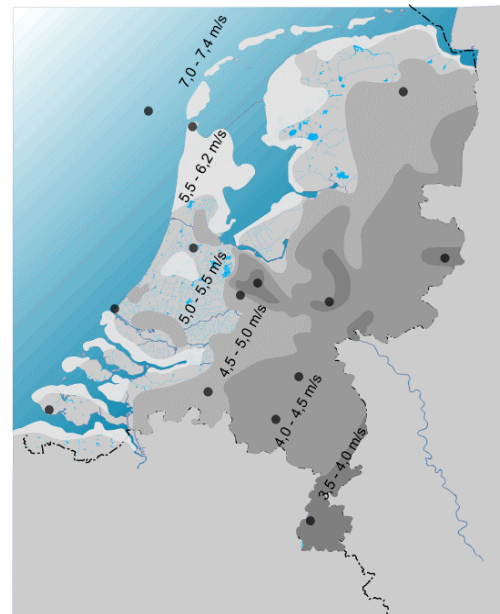 7,0 - 7,4 m/s
5,5 - 6,2 m/s
5,0 - 5,5 m/s
4,5 - 5,0 m/s
4,0 - 4,5 m/s
3,5 - 4,0 m/s